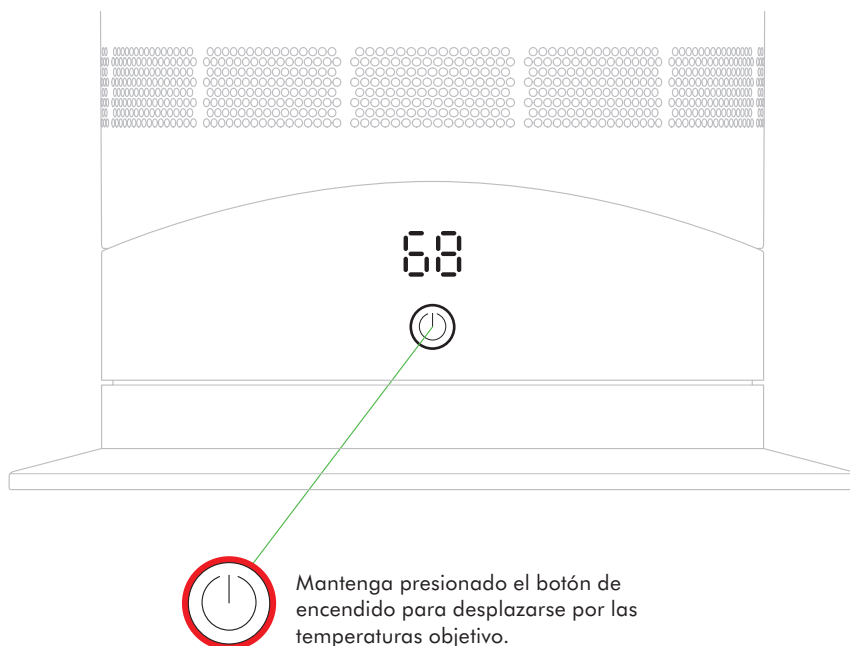 68
Mantenga presionado el botón de
encendido para desplazarse por las
temperaturas objetivo.